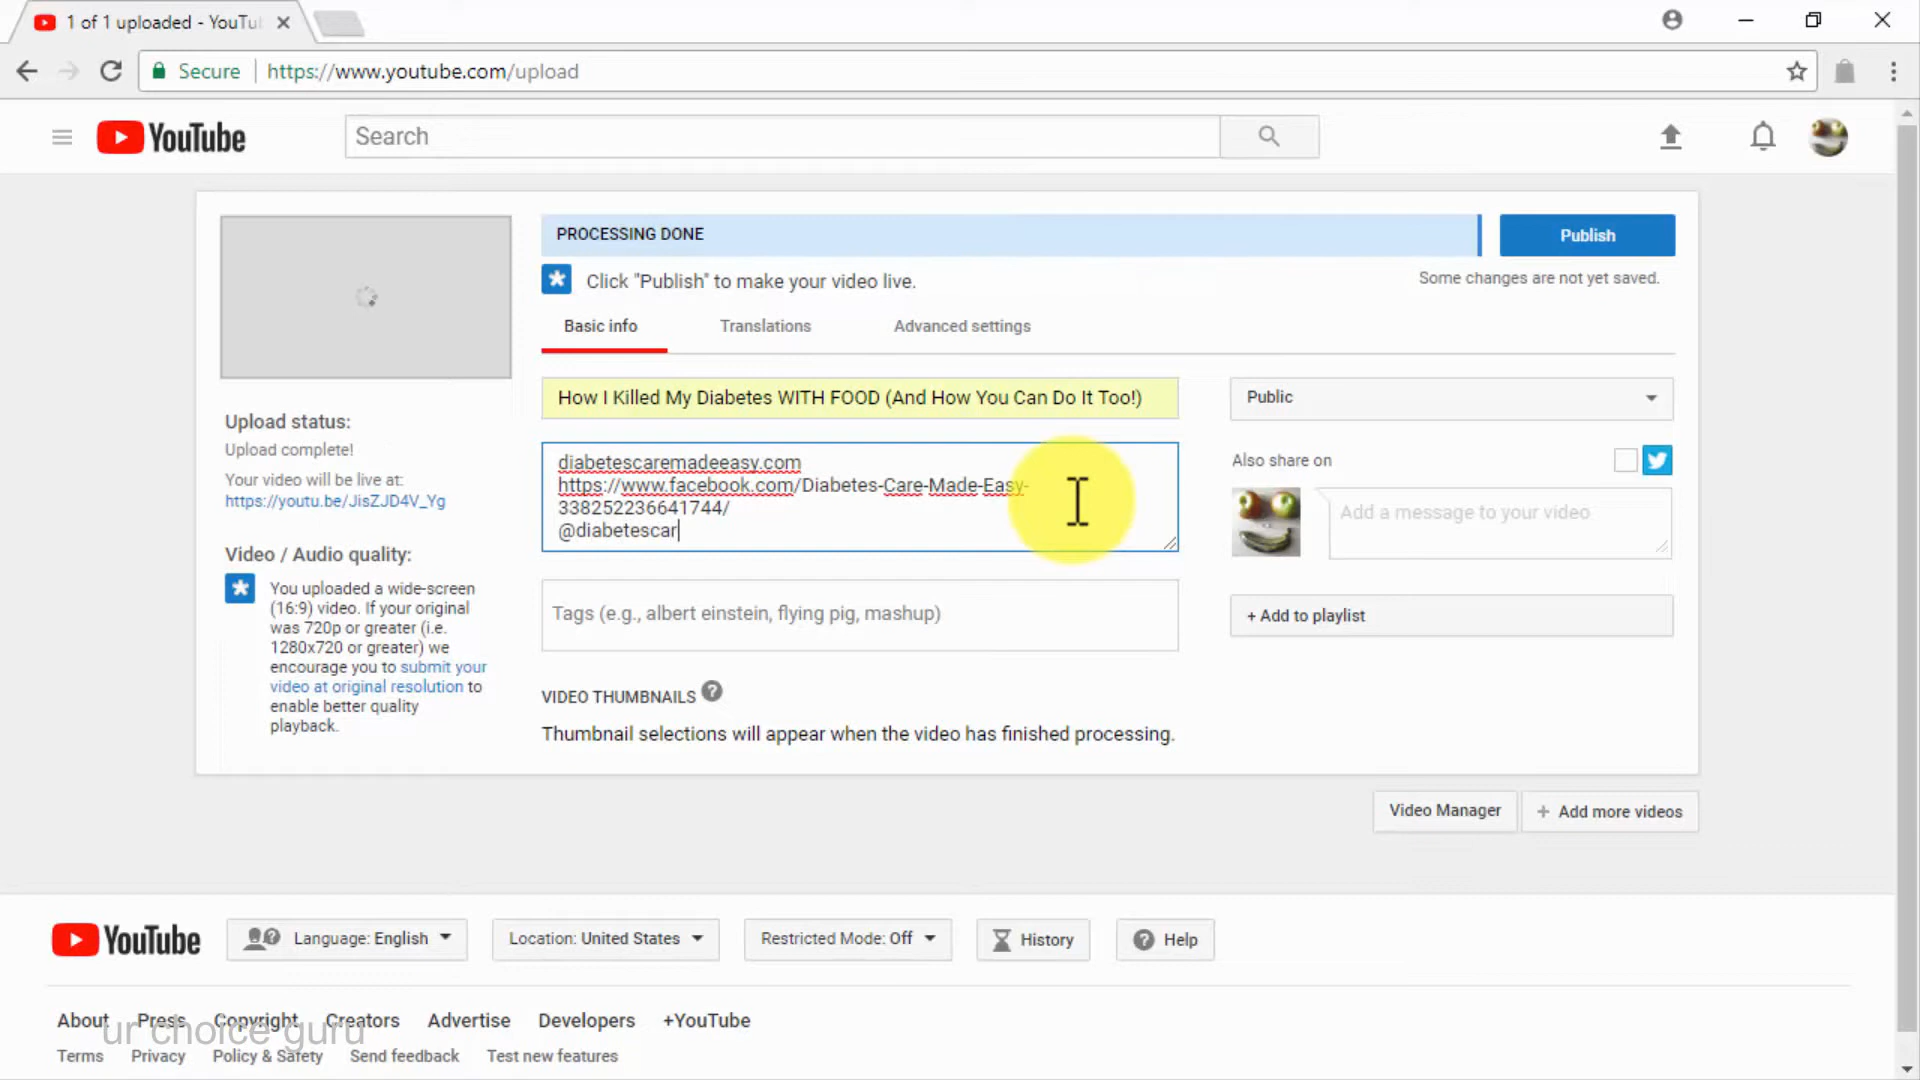 1 of 1 uploaded - YouTu
Secure https://www.youtube.com/upload
YouTube
Search
PROCESSING DONE
Publish
Click "Publish" to make your video live.
Some changes are not yet saved.
Basic info Translations Advanced settings
How I Killed My Diabetes WITH FOOD (And How You Can Do It Too!)
Public
Upload status:
Upload complete!
Your video will be live at:
https://youtu.be/JisZJD4V_Yg
diabetescaremadeeasy.com
https://www.facebook.com/Diabetes-Care-Made-Easy-
338252236641744/
@diabetescar
Also share on
Add a message to your video
Video / Audio quality:
You uploaded a wide-screen
(16:9) video. If your original
was 720p or greater (i.e.
1280x720 or greater) we
encourage you to submit your
video at original resolution to
enable better quality
playback.
Tags (e.g., albert einstein, flying pig, mashup)
+ Add to playlist
VIDEO THUMBNAILS ?
Thumbnail selections will appear when the video has finished processing.
Video Manager + Add more videos
YouTube Language: English Location: United States Restricted Mode: Off History ? Help
About Press Copyright Creators Advertise Developers +YouTube
ur choice guru
Terms Privacy Policy & Safety Send feedback Test new features